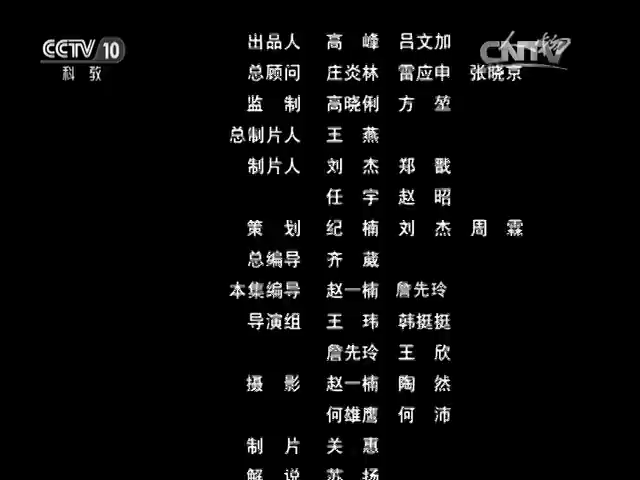 CCTV 10
科教
人物
CNTV
出品人 高峰 吕文加
总顾问 庄炎林 雷应申 张晓京
监制 高晓俐 方堃
总制片人 王燕
制片人 刘杰 郑戬
任宇 赵昭
策划 纪楠 刘杰 周霖
总编导 齐葳
本集编导 赵一楠 詹先玲
导演组 王玮 韩挺挺
詹先玲 王欣
摄影 赵一楠 陶然
何雄鹰 何沛
制片 关惠
解说 苏扬